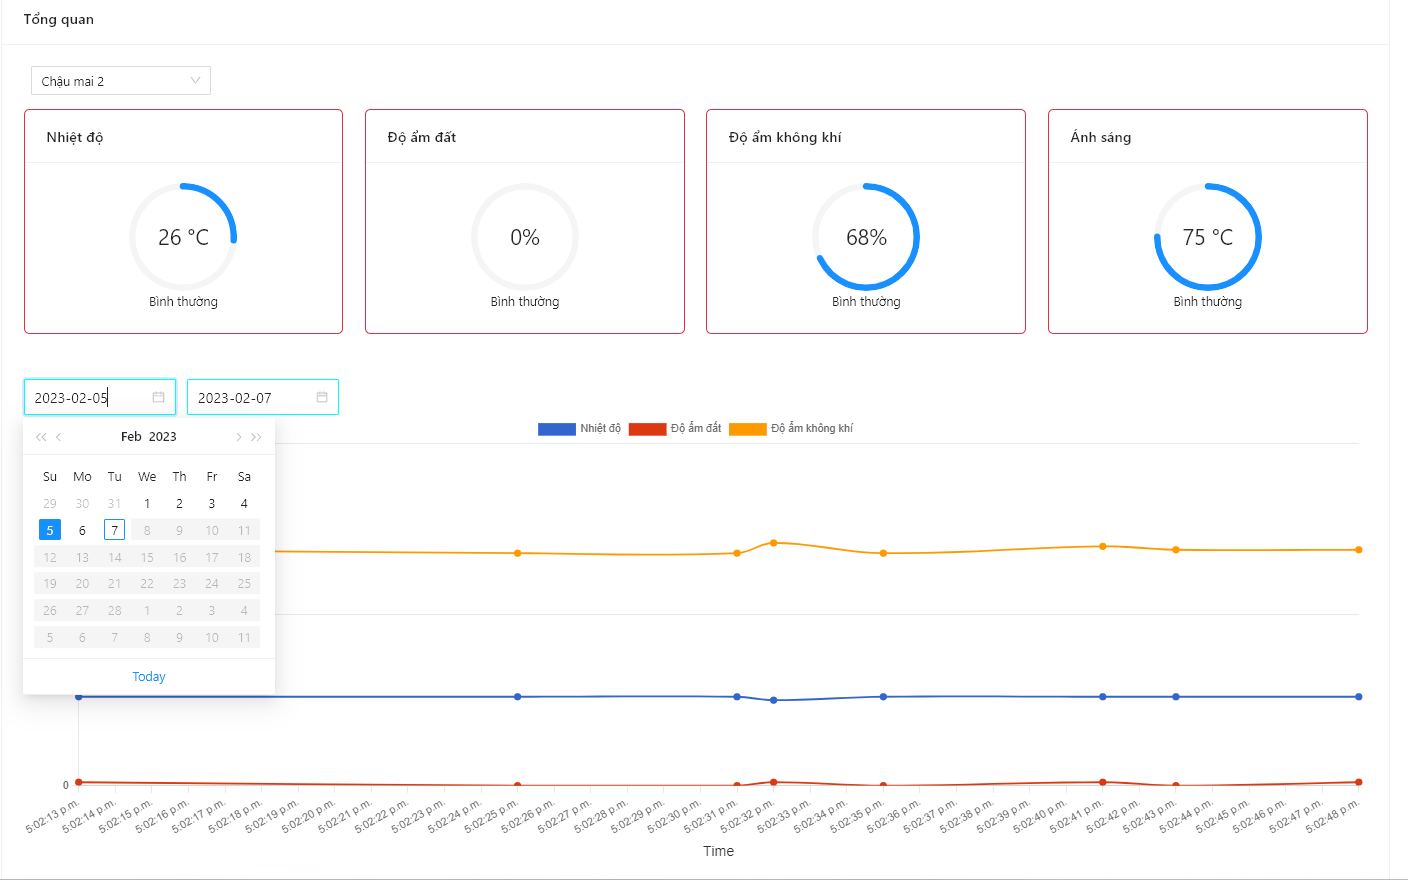 Tổng quan
Chậu mai 2
Nhiệt độ
26 °C
Bình thường
Độ ẩm đất
0%
Bình thường
Độ ẩm không khí
68%
Bình thường
Ánh sáng
75 °C
Bình thường
2023-02-05 2023-02-07
Feb 2023
Su Mo Tu We Th Fr Sa
29 30 31 1 2 3 4
5 6 7 8 9 10 11
12 13 14 15 16 17 18
19 20 21 22 23 24 25
26 27 28 1 2 3 4
5 6 7 8 9 10 11
Today
Nhiệt độ Độ ẩm đất Độ ẩm không khí
0
5:02:13 p.m. 5:02:14 p.m. 5:02:15 p.m. 5:02:16 p.m. 5:02:17 p.m. 5:02:18 p.m. 5:02:19 p.m. 5:02:20 p.m. 5:02:21 p.m. 5:02:22 p.m. 5:02:23 p.m. 5:02:24 p.m. 5:02:25 p.m. 5:02:26 p.m. 5:02:27 p.m. 5:02:28 p.m. 5:02:29 p.m. 5:02:30 p.m. 5:02:31 p.m. 5:02:32 p.m. 5:02:33 p.m. 5:02:34 p.m. 5:02:35 p.m. 5:02:36 p.m. 5:02:37 p.m. 5:02:38 p.m. 5:02:39 p.m. 5:02:40 p.m. 5:02:41 p.m. 5:02:42 p.m. 5:02:43 p.m. 5:02:44 p.m. 5:02:45 p.m. 5:02:46 p.m. 5:02:47 p.m. 5:02:48 p.m.
Time